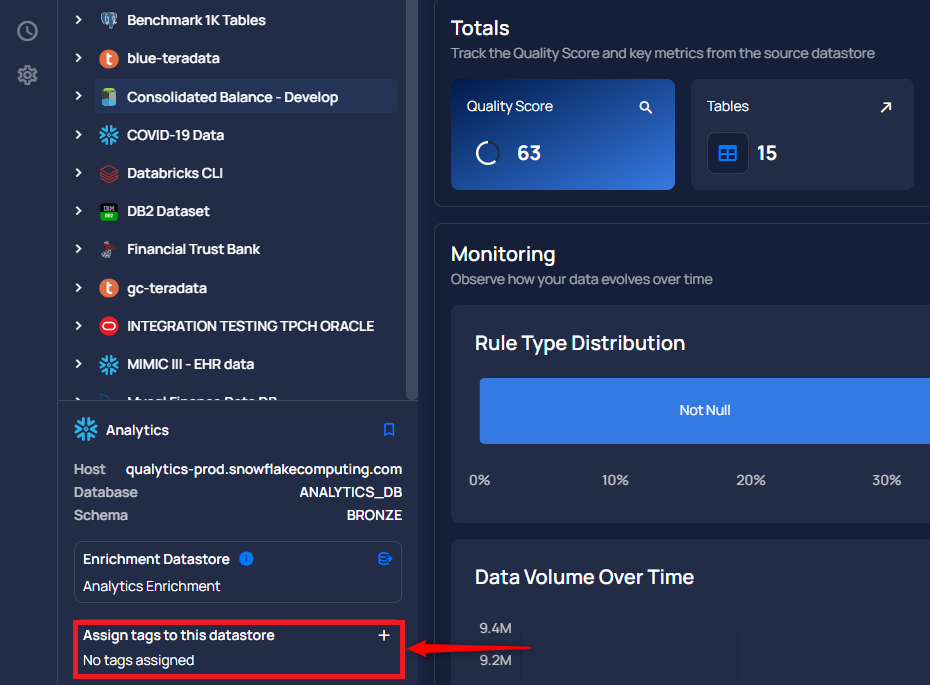 Benchmark 1K Tables
blue-teradata
Consolidated Balance - Develop
COVID-19 Data
Databricks CLI
IBM
DB2
DB2 Dataset
Financial Trust Bank
gc-teradata
INTEGRATION TESTING TPCH ORACLE
MIMIC III - EHR data
Analytics
Host qualytics-prod.snowflakecomputing.com
Database ANALYTICS_DB
Schema BRONZE
Enrichment Datastore
Analytics Enrichment
Assign tags to this datastore +
No tags assigned
Totals
Track the Quality Score and key metrics from the source datastore
Quality Score
63
Tables
15
Monitoring
Observe how your data evolves over time
Rule Type Distribution
Not Null
0% 10% 20% 30%
Data Volume Over Time
9.4M
9.2M